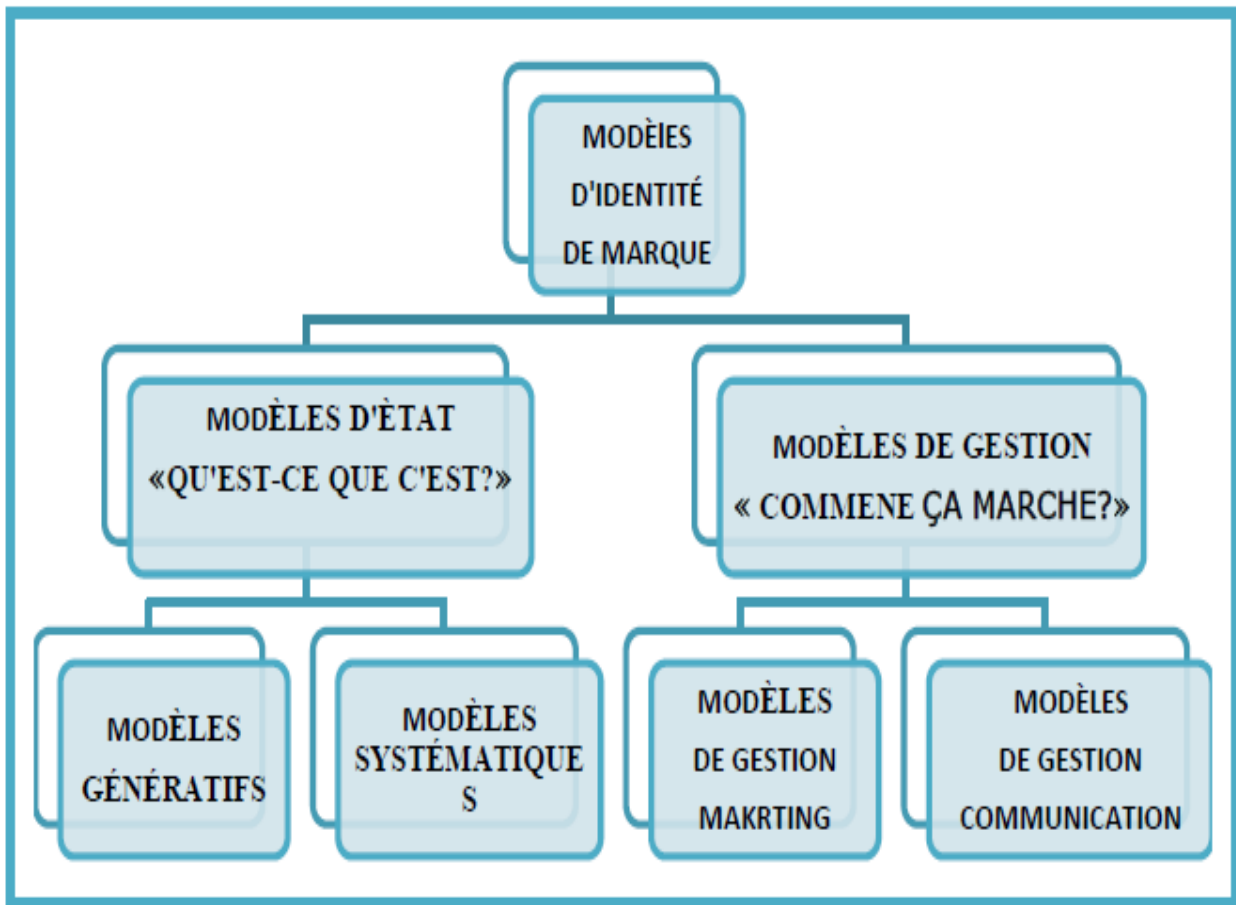 MODÈlES
D'IDENTITÉ
DE MARQUE
MODÈLES D'ÈTAT
«QU'EST-CE QUE C'EST?»
MODÈLES DE GESTION
« COMMENE ÇA MARCHE?»
MODÈLES
GÉNÉRATIFS
MODÈLES
SYSTÉMATIQUE
S
MODÈLES
DE GESTION
MAKRTING
MODÈLES
DE GESTION
COMMUNICATION